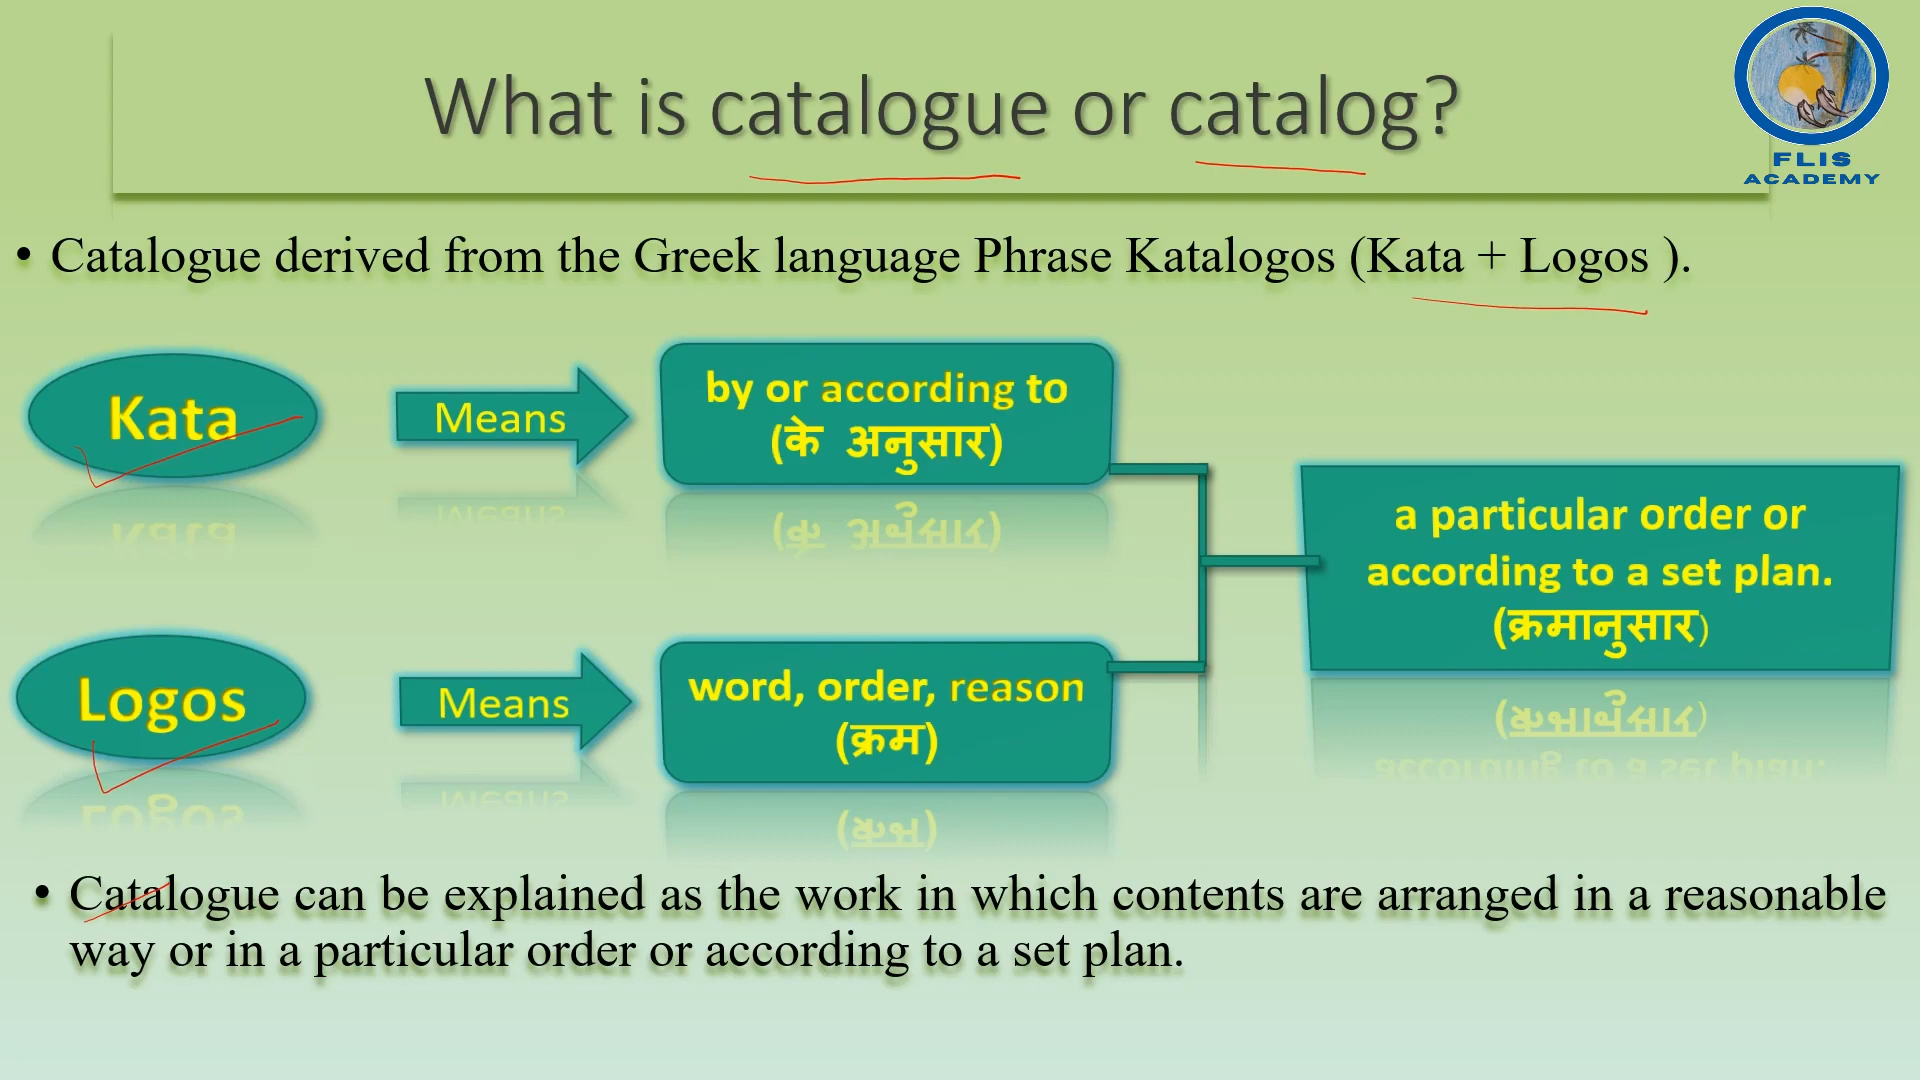 What is catalogue or catalog?
FLIS
ACADEMY
• Catalogue derived from the Greek language Phrase Katalogos (Kata + Logos ).
Kata
Means
by or according to
(के अनुसार)
a particular order or
according to a set plan.
(क्रमानुसार)
Logos
Means
word, order, reason
(क्रम)
• Catalogue can be explained as the work in which contents are arranged in a reasonable
way or in a particular order or according to a set plan.